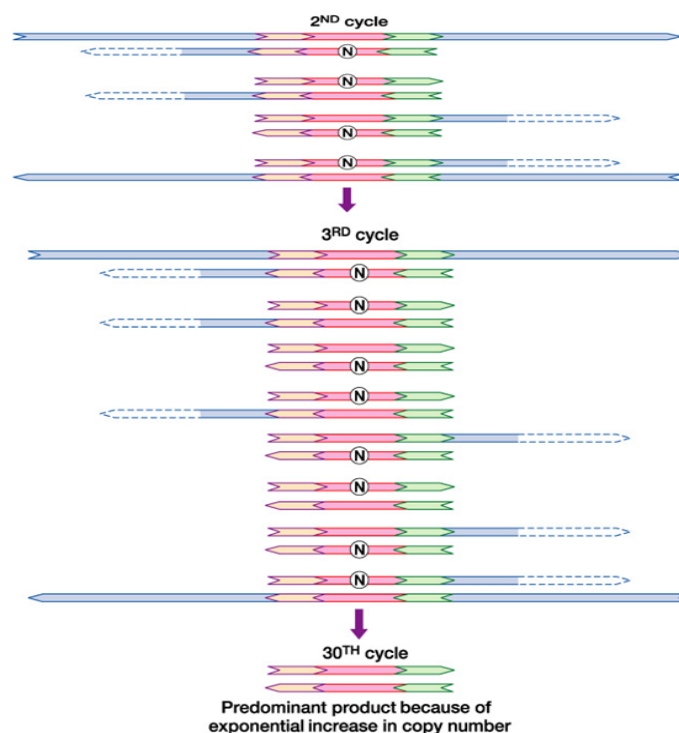 2ND cycle
N
N
N
N
3RD cycle
N
N
N
N
N
N
N
N
30TH cycle
Predominant product because of
exponential increase in copy number